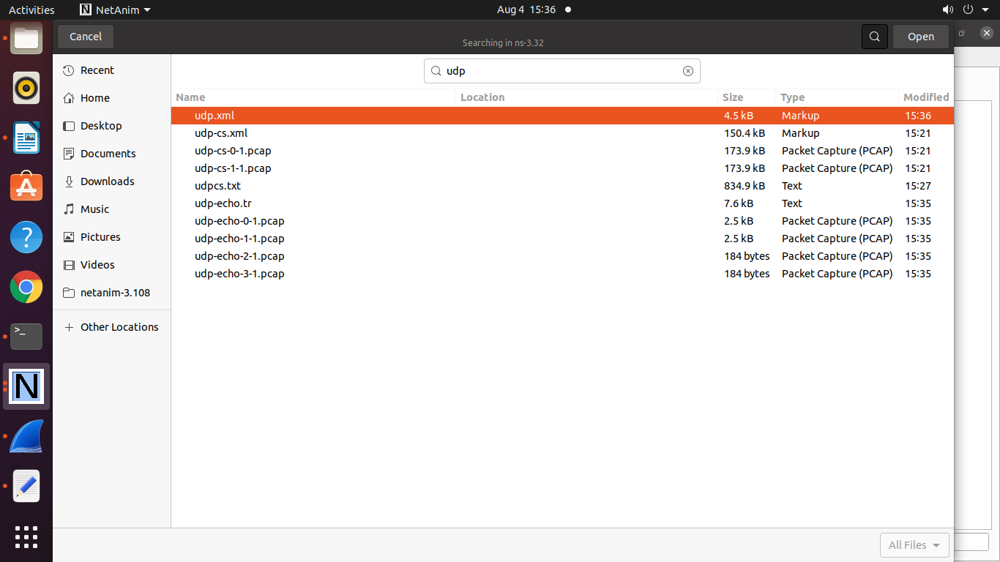 Activities NetAnim Aug 4 15:36
Cancel Searching in ns-3.32 Open
Recent
Home
Desktop
Documents
Downloads
Music
Pictures
Videos
netanim-3.108
Other Locations
udp
Name Location Size Type Modified
udp.xml 4.5 kB Markup 15:36
udp-cs.xml 150.4 kB Markup 15:21
udp-cs-0-1.pcap 173.9 kB Packet Capture (PCAP) 15:21
udp-cs-1-1.pcap 173.9 kB Packet Capture (PCAP) 15:21
udpcs.txt 834.9 kB Text 15:27
udp-echo.tr 7.6 kB Text 15:35
udp-echo-0-1.pcap 2.5 kB Packet Capture (PCAP) 15:35
udp-echo-1-1.pcap 2.5 kB Packet Capture (PCAP) 15:35
udp-echo-2-1.pcap 184 bytes Packet Capture (PCAP) 15:35
udp-echo-3-1.pcap 184 bytes Packet Capture (PCAP) 15:35
All Files